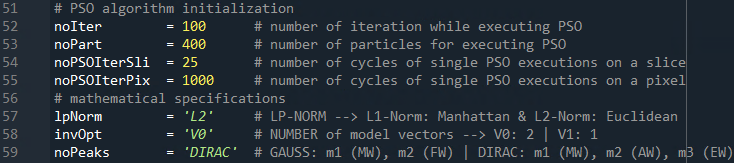 51 # PSO algorithm initialization
52 noIter = 100 # number of iteration while executing PSO
53 noPart = 400 # number of particles for executing PSO
54 noPSOIterSli = 25 # number of cycles of single PSO executions on a slice
55 noPSOIterPix = 1000 # number of cycles of single PSO executions on a pixel
56 # mathematical specifications
57 lpNorm = 'L2' # LP-NORM --> L1-Norm: Manhattan & L2-Norm: Euclidean
58 invOpt = 'V0' # NUMBER of model vectors --> V0: 2 | V1: 1
59 noPeaks = 'DIRAC' # GAUSS: m1 (MW), m2 (FW) | DIRAC: m1 (MW), m2 (AW), m3 (EW)